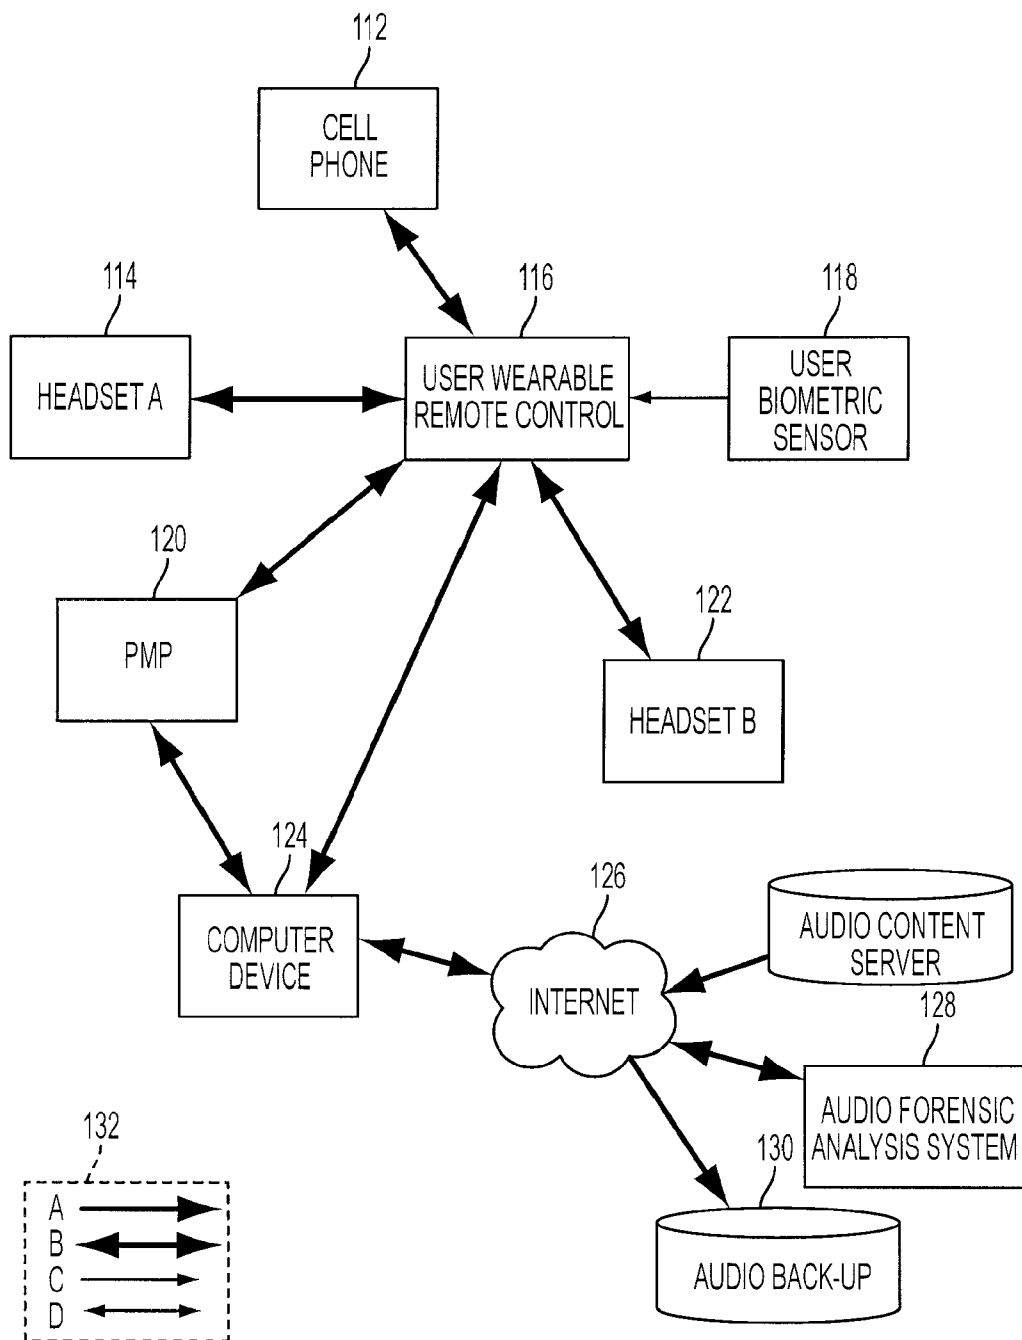 112
CELL
PHONE
114
116
118
HEADSET A
USER WEARABLE
REMOTE CONTROL
USER
BIOMETRIC
SENSOR
120
PMP
122
HEADSET B
124
COMPUTER
DEVICE
126
INTERNET
AUDIO CONTENT
SERVER
128
AUDIO FORENSIC
ANALYSIS SYSTEM
130
AUDIO BACK-UP
132
A
B
C
D